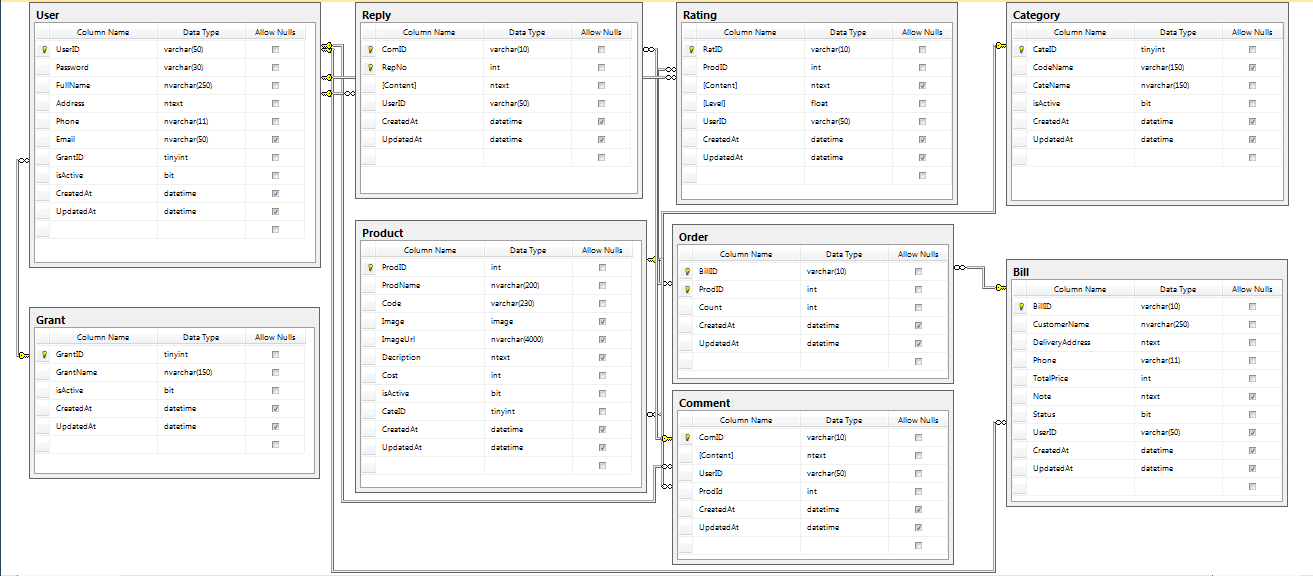 User
Column Name Data Type Allow Nulls
UserID varchar(50)
Password varchar(30)
FullName nvarchar(250)
Address ntext
Phone nvarchar(11)
Email nvarchar(50)
GrantID tinyint
isActive bit
CreatedAt datetime
UpdatedAt datetime
Reply
Column Name Data Type Allow Nulls
ComID varchar(10)
RepNo int
[Content] ntext
UserID varchar(50)
CreatedAt datetime
UpdatedAt datetime
Rating
Column Name Data Type Allow Nulls
RatID varchar(10)
ProdID int
[Content] ntext
[Level] float
UserID varchar(50)
CreatedAt datetime
UpdatedAt datetime
Category
Column Name Data Type Allow Nulls
CateID tinyint
CodeName varchar(150)
CateName nvarchar(150)
isActive bit
CreatedAt datetime
UpdatedAt datetime
Grant
Column Name Data Type Allow Nulls
GrantID tinyint
GrantName nvarchar(150)
isActive bit
CreatedAt datetime
UpdatedAt datetime
Product
Column Name Data Type Allow Nulls
ProdID int
ProdName nvarchar(200)
Code varchar(230)
Image image
ImageUrl nvarchar(4000)
Decription ntext
Cost int
isActive bit
CateID tinyint
CreatedAt datetime
UpdatedAt datetime
Order
Column Name Data Type Allow Nulls
BillID varchar(10)
ProdID int
Count int
CreatedAt datetime
UpdatedAt datetime
Comment
Column Name Data Type Allow Nulls
ComID varchar(10)
[Content] ntext
UserID varchar(50)
ProdId int
CreatedAt datetime
UpdatedAt datetime
Bill
Column Name Data Type Allow Nulls
BillID varchar(10)
CustomerName nvarchar(250)
DeliveryAddress ntext
Phone varchar(11)
TotalPrice int
Note ntext
Status bit
UserID varchar(50)
CreatedAt datetime
UpdatedAt datetime